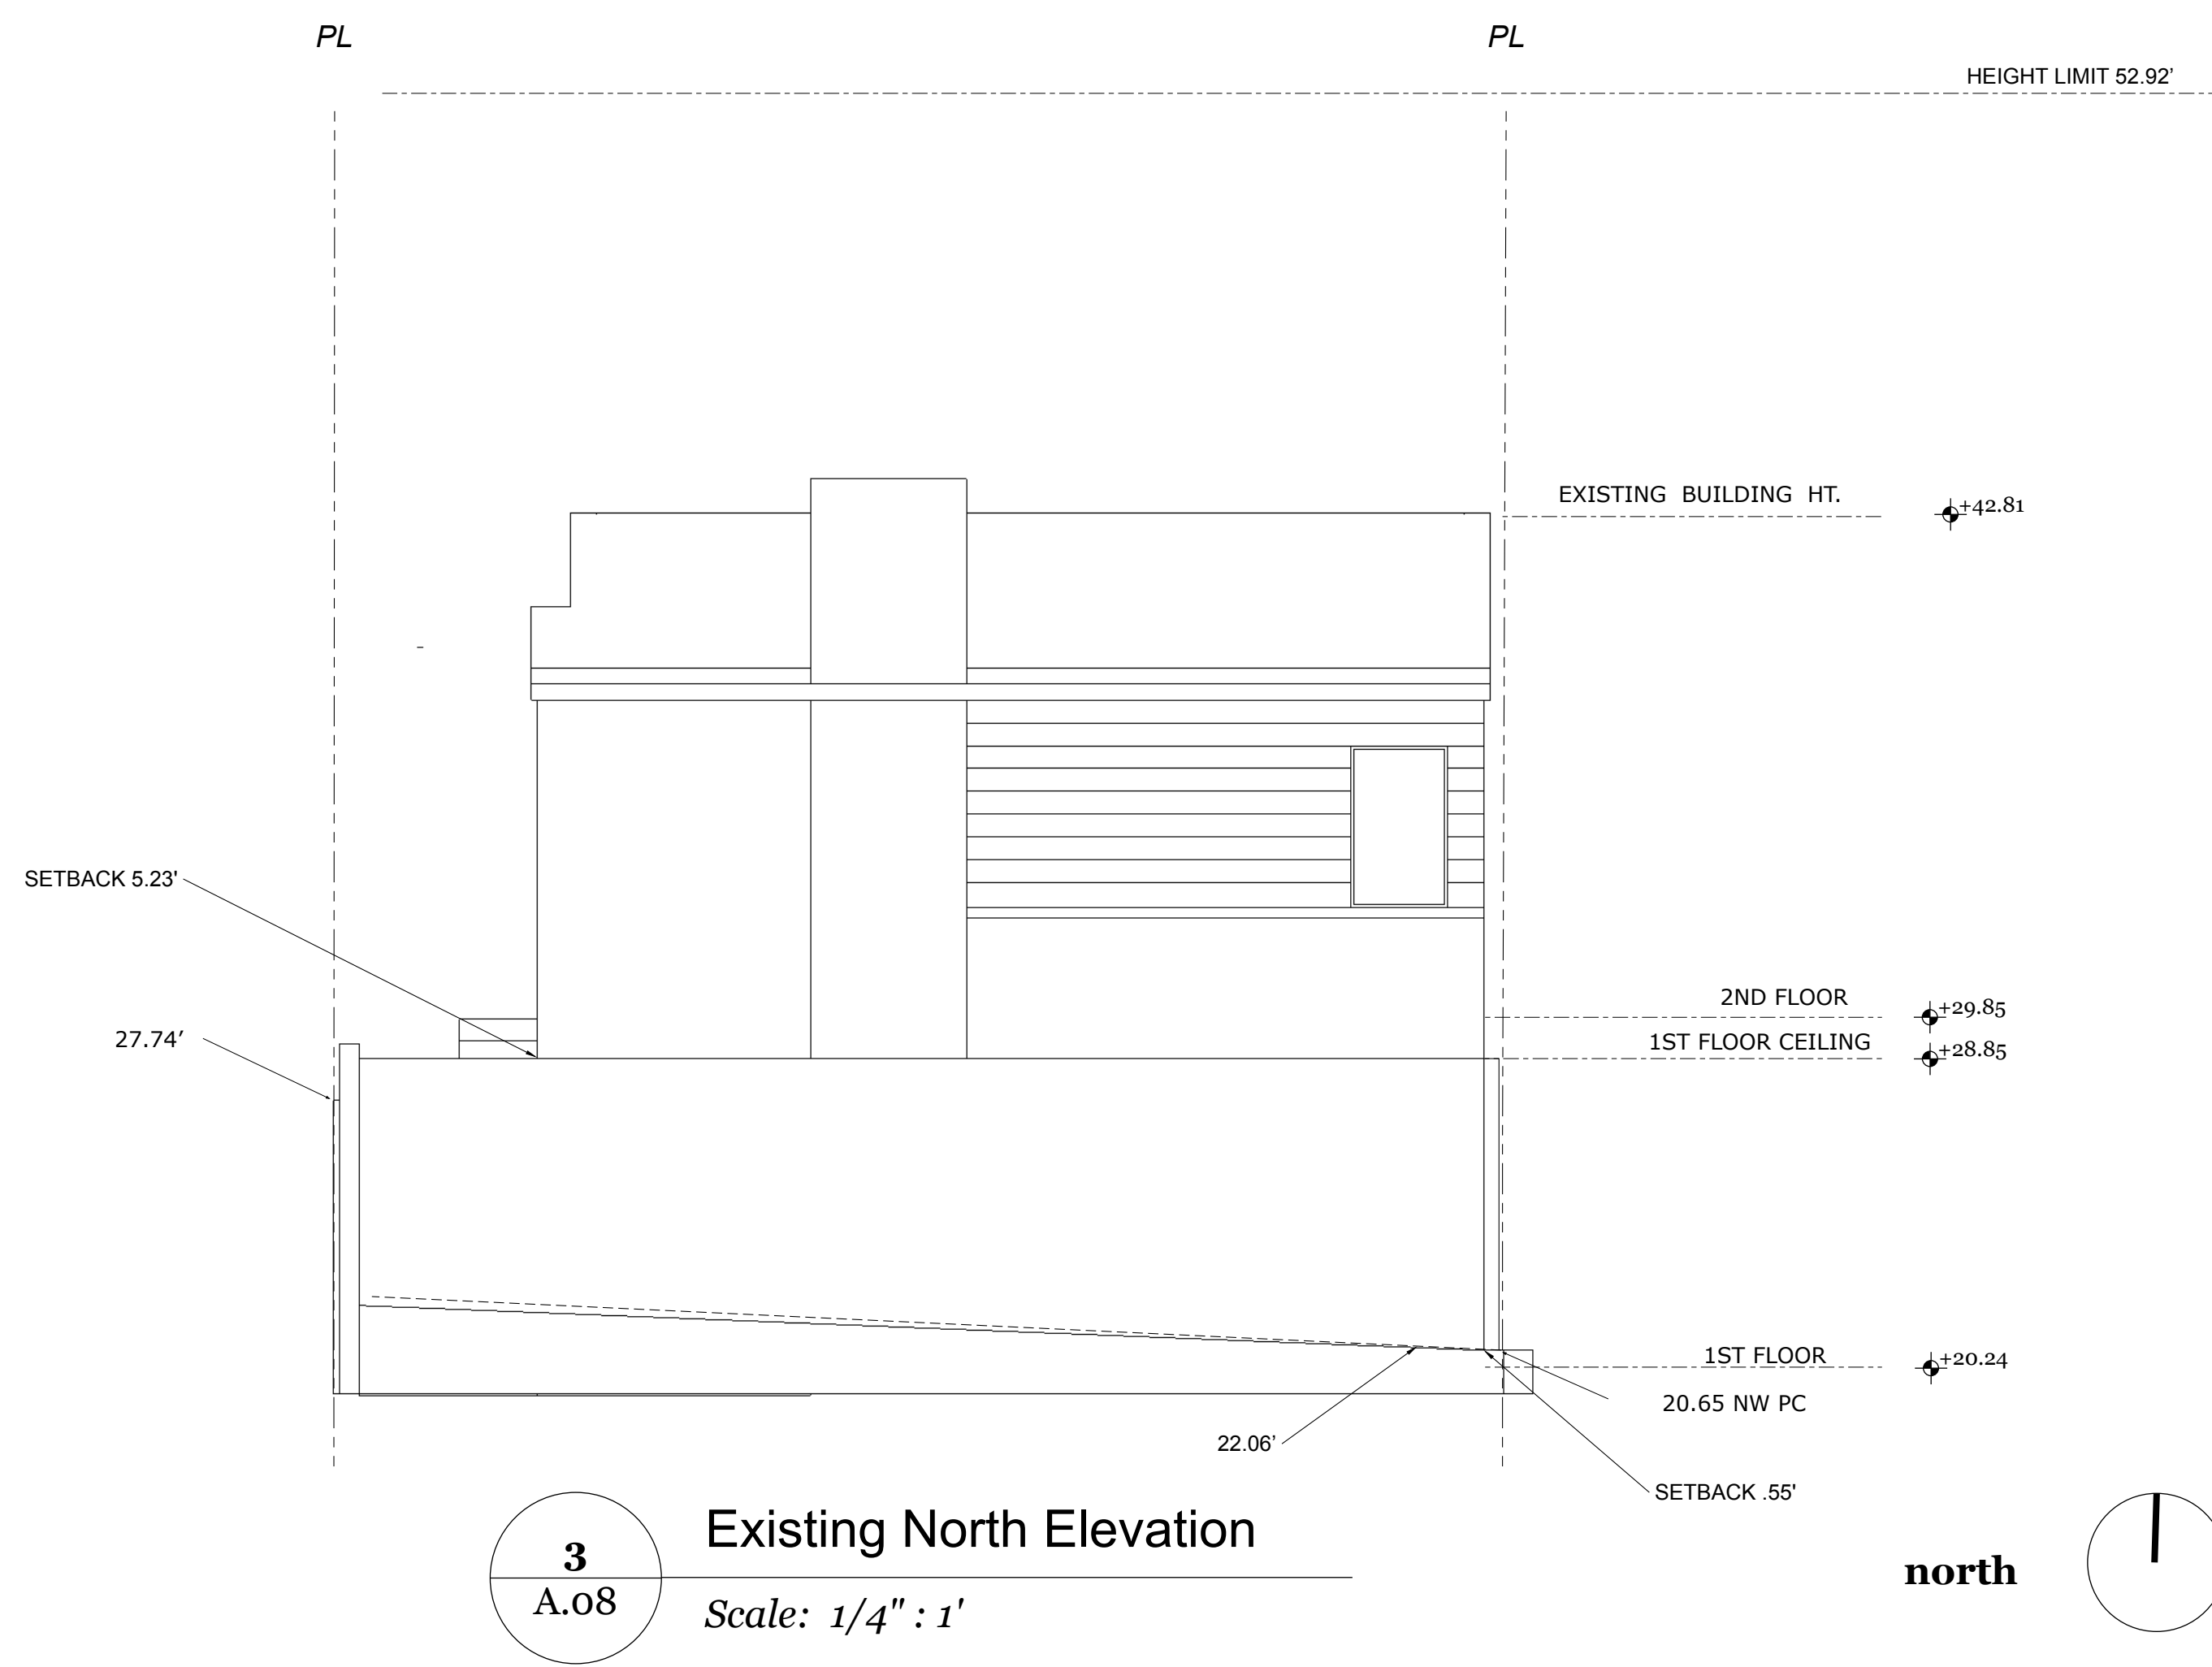 PL
PL
HEIGHT LIMIT 52.92’
EXISTING BUILDING HT.
+42.81
SETBACK 5.23'
2ND FLOOR
+29.85
27.74’
1ST FLOOR CEILING
+28.85
1ST FLOOR
+20.24
20.65 NW PC
22.06’
SETBACK .55'
3
A.08
Existing North Elevation
Scale: 1/4" : 1'
north